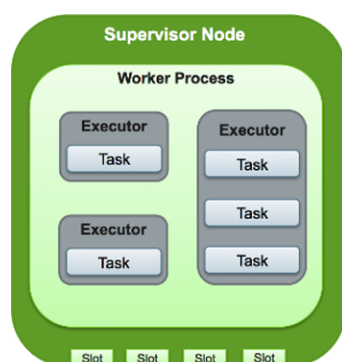 Supervisor Node
Worker Process
Executor
Task
Executor
Task
Executor
Task
Task
Task
Slot
Slot
Slot
Slot